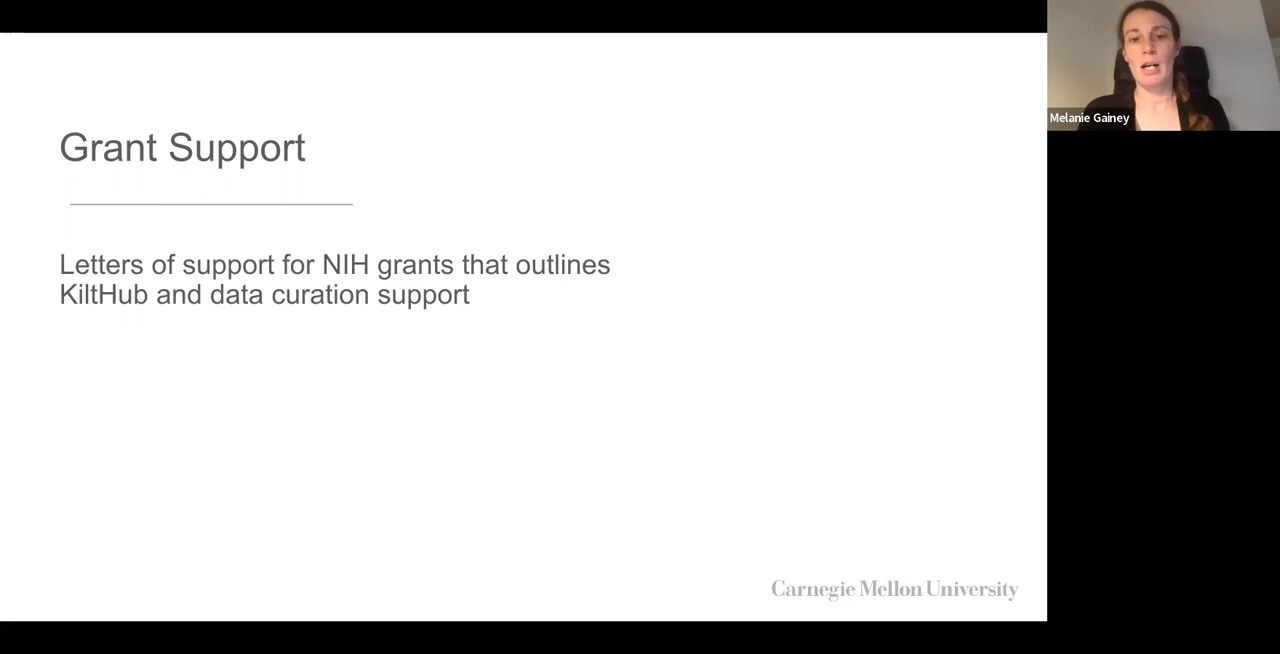 Grant Support
Letters of support for NIH grants that outlines
KiltHub and data curation support
Carnegie Mellon University
Melanie Gainey